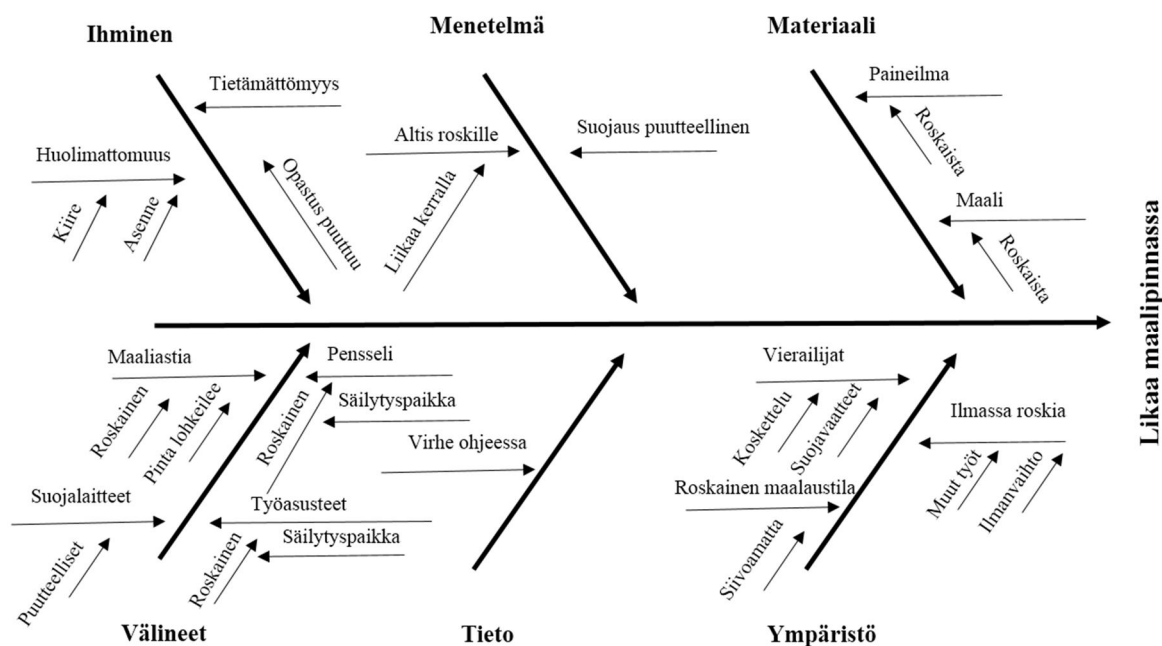 Ihminen
Menetelmä
Materiaali
Tietämättömyys
Huolimattomuus
Kiire
Asenne
Opastus puuttuu
Altis roskille
Liikaa kerralla
Suojaus puutteellinen
Paineilma
Roskaista
Maali
Roskaista
Likaa maalipinnassa
Maaliastia
Roskainen
Pinta lohkeilee
Pensseli
Roskainen
Säilytyspaikka
Suojalaitteet
Puutteelliset
Työasusteet
Roskainen
Säilytyspaikka
Virhe ohjeessa
Vierailijat
Koskettelu
Suojavaatteet
Ilmassa roskia
Muut työt
Ilmanvaihto
Roskainen maalaustila
Siivoamatta
Välineet
Tieto
Ympäristö